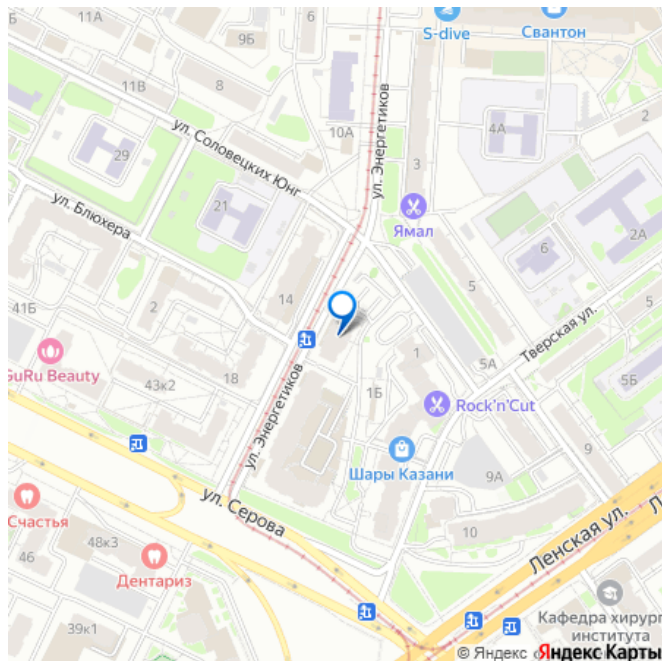 6
S-dive
Свантон
9Б
11Б
11В
8
10А
4А
2
ул. Соловецких Юнг
ул. Энергетиков
3
29
ул. Блюхера
21
Ямал
6
2А
14
5
41Б
2
Тверская ул.
1
5А
GuRu Beauty
18
43к2
1Б
5Б
Rock'n'Cut
ул. Энергетиков
9
Шары Казани
9А
Счастья
ул. Серова
10
Ленская ул.
48к3
46
Дентариз
Кафедра хирург
института
39к1
© Яндекс
Яндекс Карты